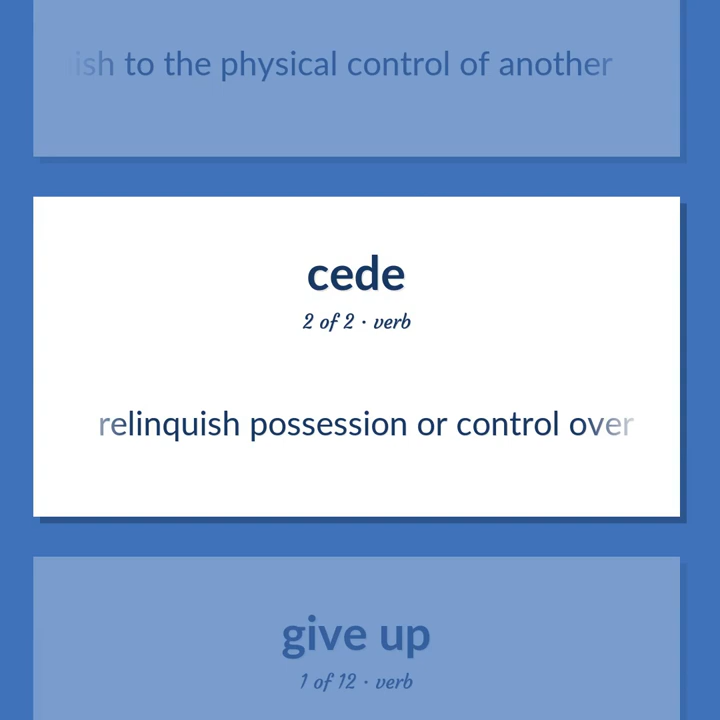 ish to the physical control of another
cede
2 of 2 · verb
relinquish possession or control over
give up
1 of 12 · verb